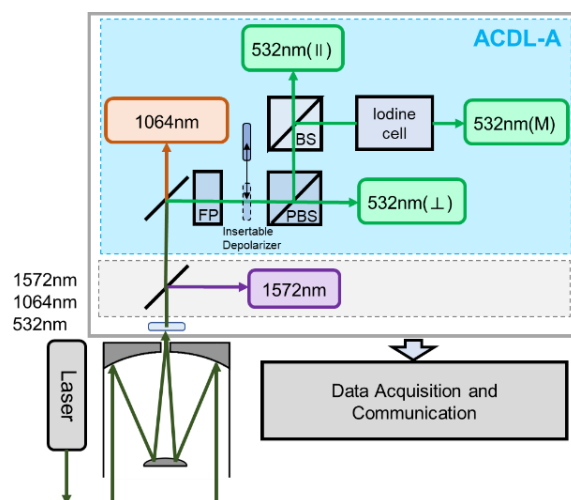 ACDL-A
532nm(||)
1064nm
BS
Iodine
cell
532nm(M)
FP
Insertable
Depolarizer
PBS
532nm(⊥)
1572nm
1572nm
1064nm
532nm
Laser
Data Acquisition and
Communication